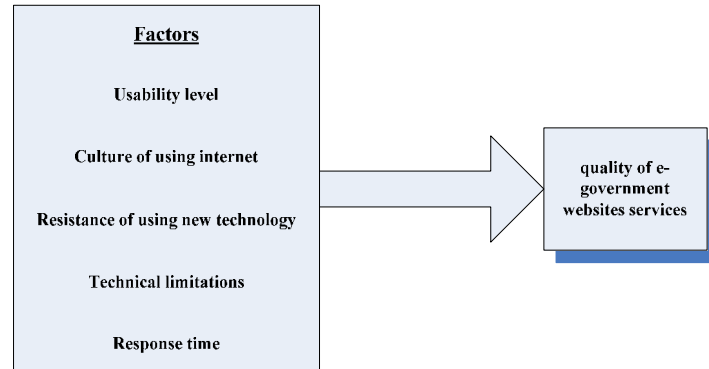 Factors
Usability level
Culture of using internet
Resistance of using new technology
Technical limitations
Response time
quality of e-
government
websites services